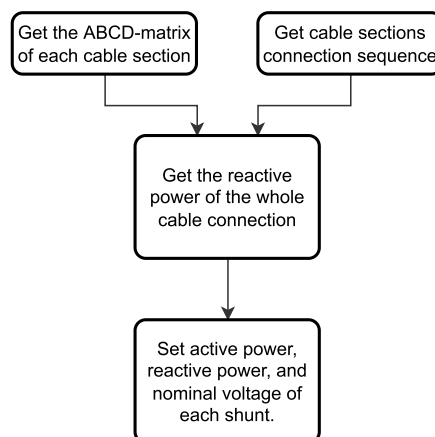 Get the ABCD-matrix
of each cable section
Get cable sections
connection sequence
Get the reactive
power of the whole
cable connection
Set active power,
reactive power, and
nominal voltage of
each shunt.